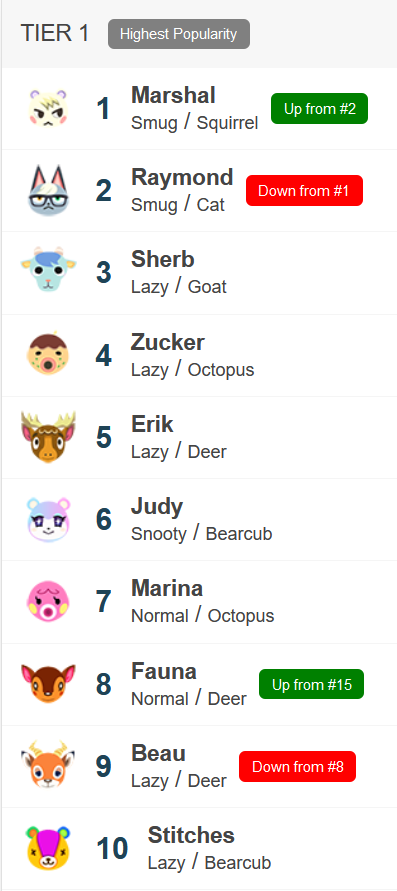 TIER 1 Highest Popularity
1 Marshal Up from #2
Smug / Squirrel
2 Raymond Down from #1
Smug / Cat
3 Sherb
Lazy / Goat
4 Zucker
Lazy / Octopus
5 Erik
Lazy / Deer
6 Judy
Snooty / Bearcub
7 Marina
Normal / Octopus
8 Fauna Up from #15
Normal / Deer
9 Beau Down from #8
Lazy / Deer
10 Stitches
Lazy / Bearcub